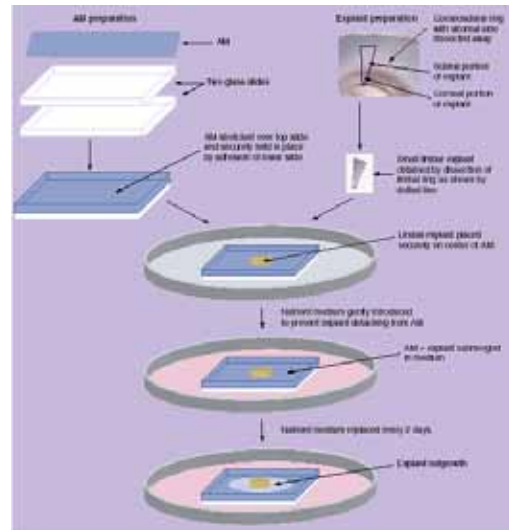 AM preparation
AM
Two glass slides
AM stretched over top slide
and securely held in place
by adhesion of lower slide
Explant preparation
Corneoscleral ring
with
dissected away
Scleral portion
of explant
Corneal portion
of explant
Small limbal explant
obtained by dissection of
limbal ring as shown by
dotted line
Limbal explant placed
securely on center of AM
Nutrient medium gently introduced
to prevent explant detaching from AM
AM + explant submerged
in medium
Nutrient medium replaced every 2 days
Explant outgrowth